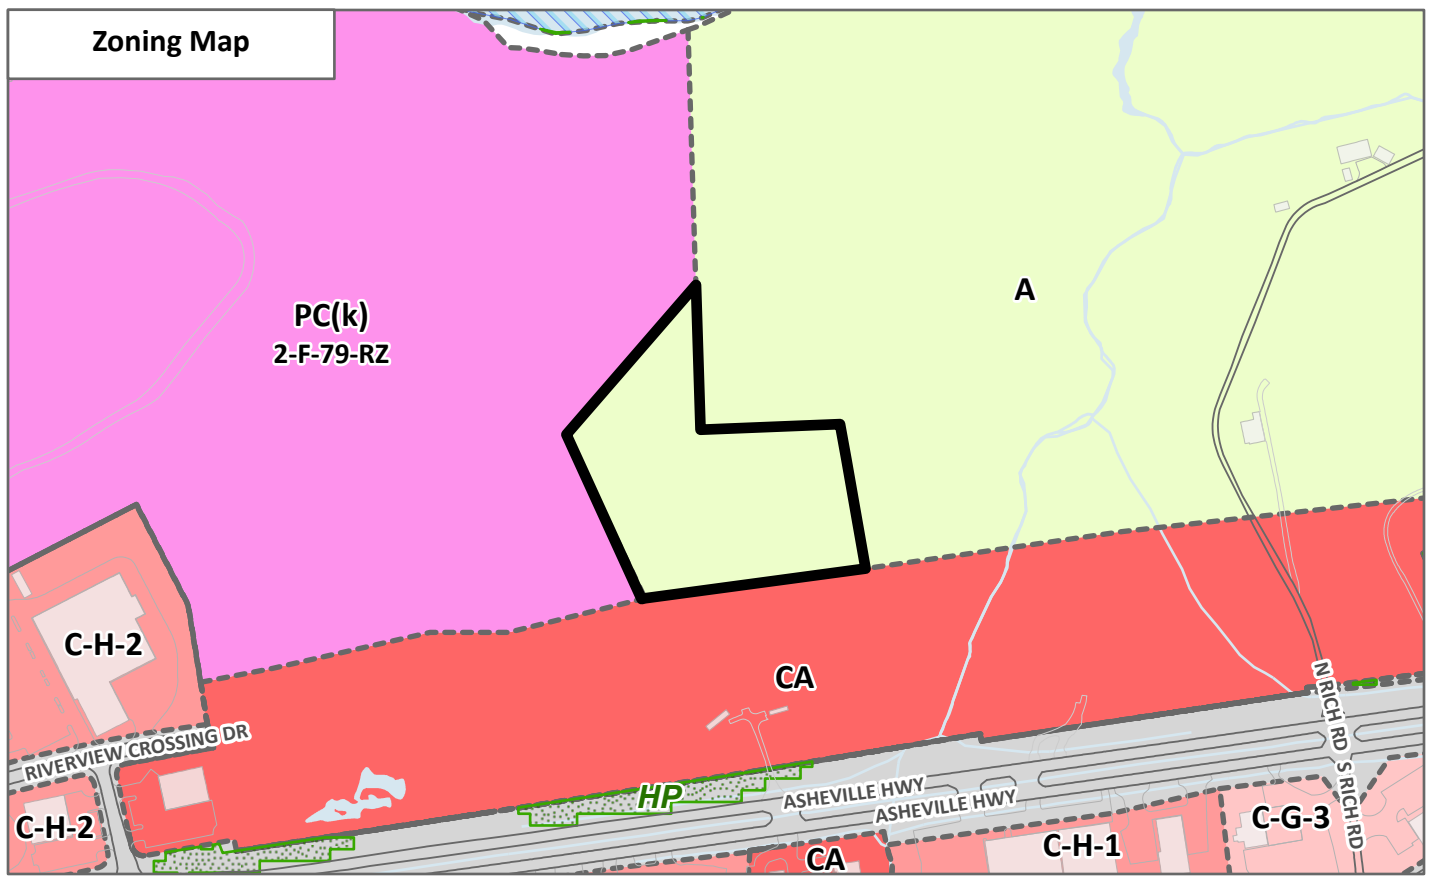 Zoning Map
A
PC(k)
2-F-79-RZ
C-H-2
CA
N RICH RD
RIVERVIEW CROSSING DR
HP
ASHEVILLE HWY
ASHEVILLE HWY
S RICH RD
C-H-2
C-G-3
C-H-1
CA